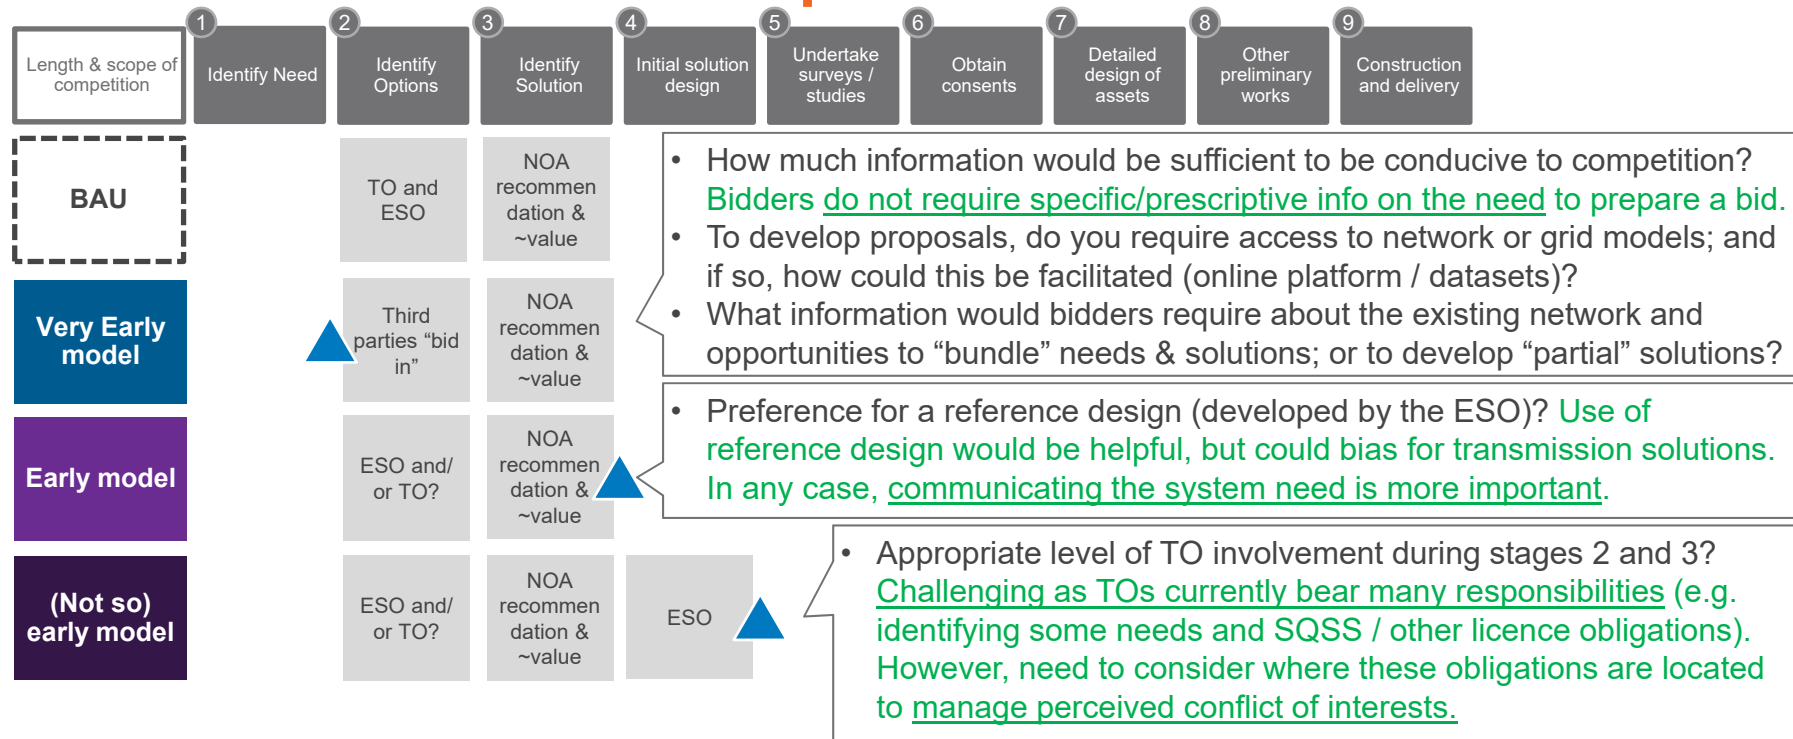 1
2
3
4
5
6
7
8
9
Length & scope of
competition
Identify Need
Identify
Options
Identify
Solution
Initial solution
design
Undertake
surveys /
studies
Obtain
consents
Detailed
design of
assets
Other
preliminary
works
Construction
and delivery
BAU
TO and
ESO
NOA
recommen
dation &
~value
• How much information would be sufficient to be conducive to competition?
Bidders do not require specific/prescriptive info on the need to prepare a bid.
• To develop proposals, do you require access to network or grid models; and
if so, how could this be facilitated (online platform / datasets)?
• What information would bidders require about the existing network and
opportunities to “bundle” needs & solutions; or to develop “partial” solutions?
Very Early
model
Third
parties “bid
in”
NOA
recommen
dation &
~value
Early model
ESO and/
or TO?
NOA
recommen
dation &
~value
• Preference for a reference design (developed by the ESO)? Use of
reference design would be helpful, but could bias for transmission solutions.
In any case, communicating the system need is more important.
(Not so)
early model
ESO and/
or TO?
NOA
recommen
dation &
~value
ESO
• Appropriate level of TO involvement during stages 2 and 3?
Challenging as TOs currently bear many responsibilities (e.g.
identifying some needs and SQSS / other licence obligations).
However, need to consider where these obligations are located
to manage perceived conflict of interests.